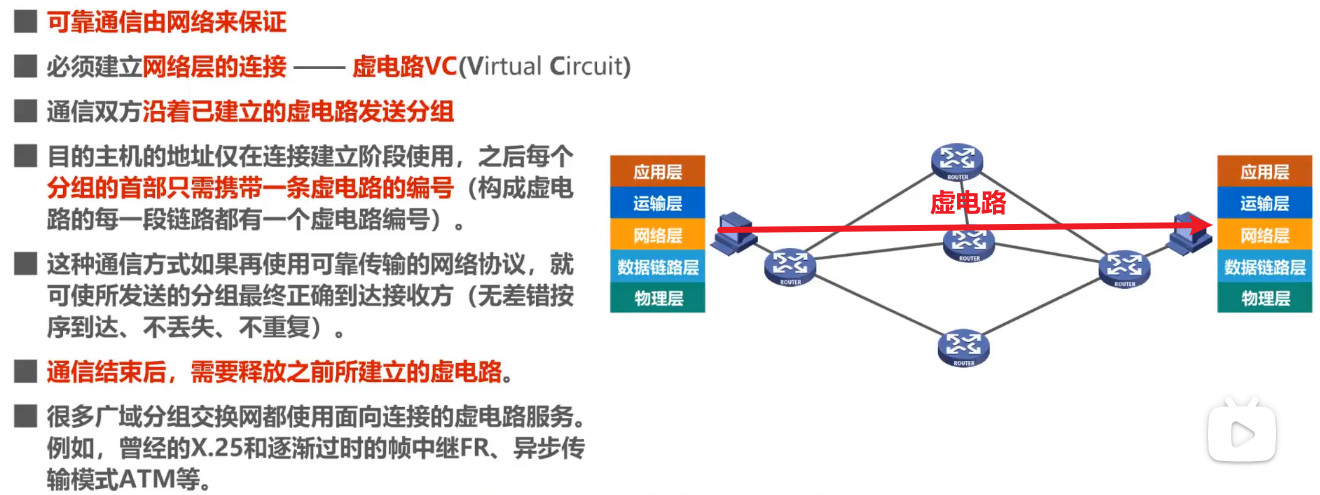 可靠通信由网络来保证
必须建立网络层的连接 —— 虚电路VC(Virtual Circuit)
通信双方沿着已建立的虚电路发送分组
目的主机的地址仅在连接建立阶段使用，之后每个
分组的首部只需携带一条虚电路的编号（构成虚电
路的每一段链路都有一个虚电路编号）。
这种通信方式如果再使用可靠传输的网络协议，就
可使所发送的分组最终正确到达接收方（无差错按
序到达、不丢失、不重复）。
通信结束后，需要释放之前所建立的虚电路。
很多广域分组交换网都使用面向连接的虚电路服务。
例如，曾经的X.25和逐渐过时的帧中继FR、异步传
输模式ATM等。
应用层
运输层
网络层
数据链路层
物理层
ROUTER
虚电路
ROUTER
ROUTER
ROUTER
ROUTER
应用层
运输层
网络层
数据链路层
物理层